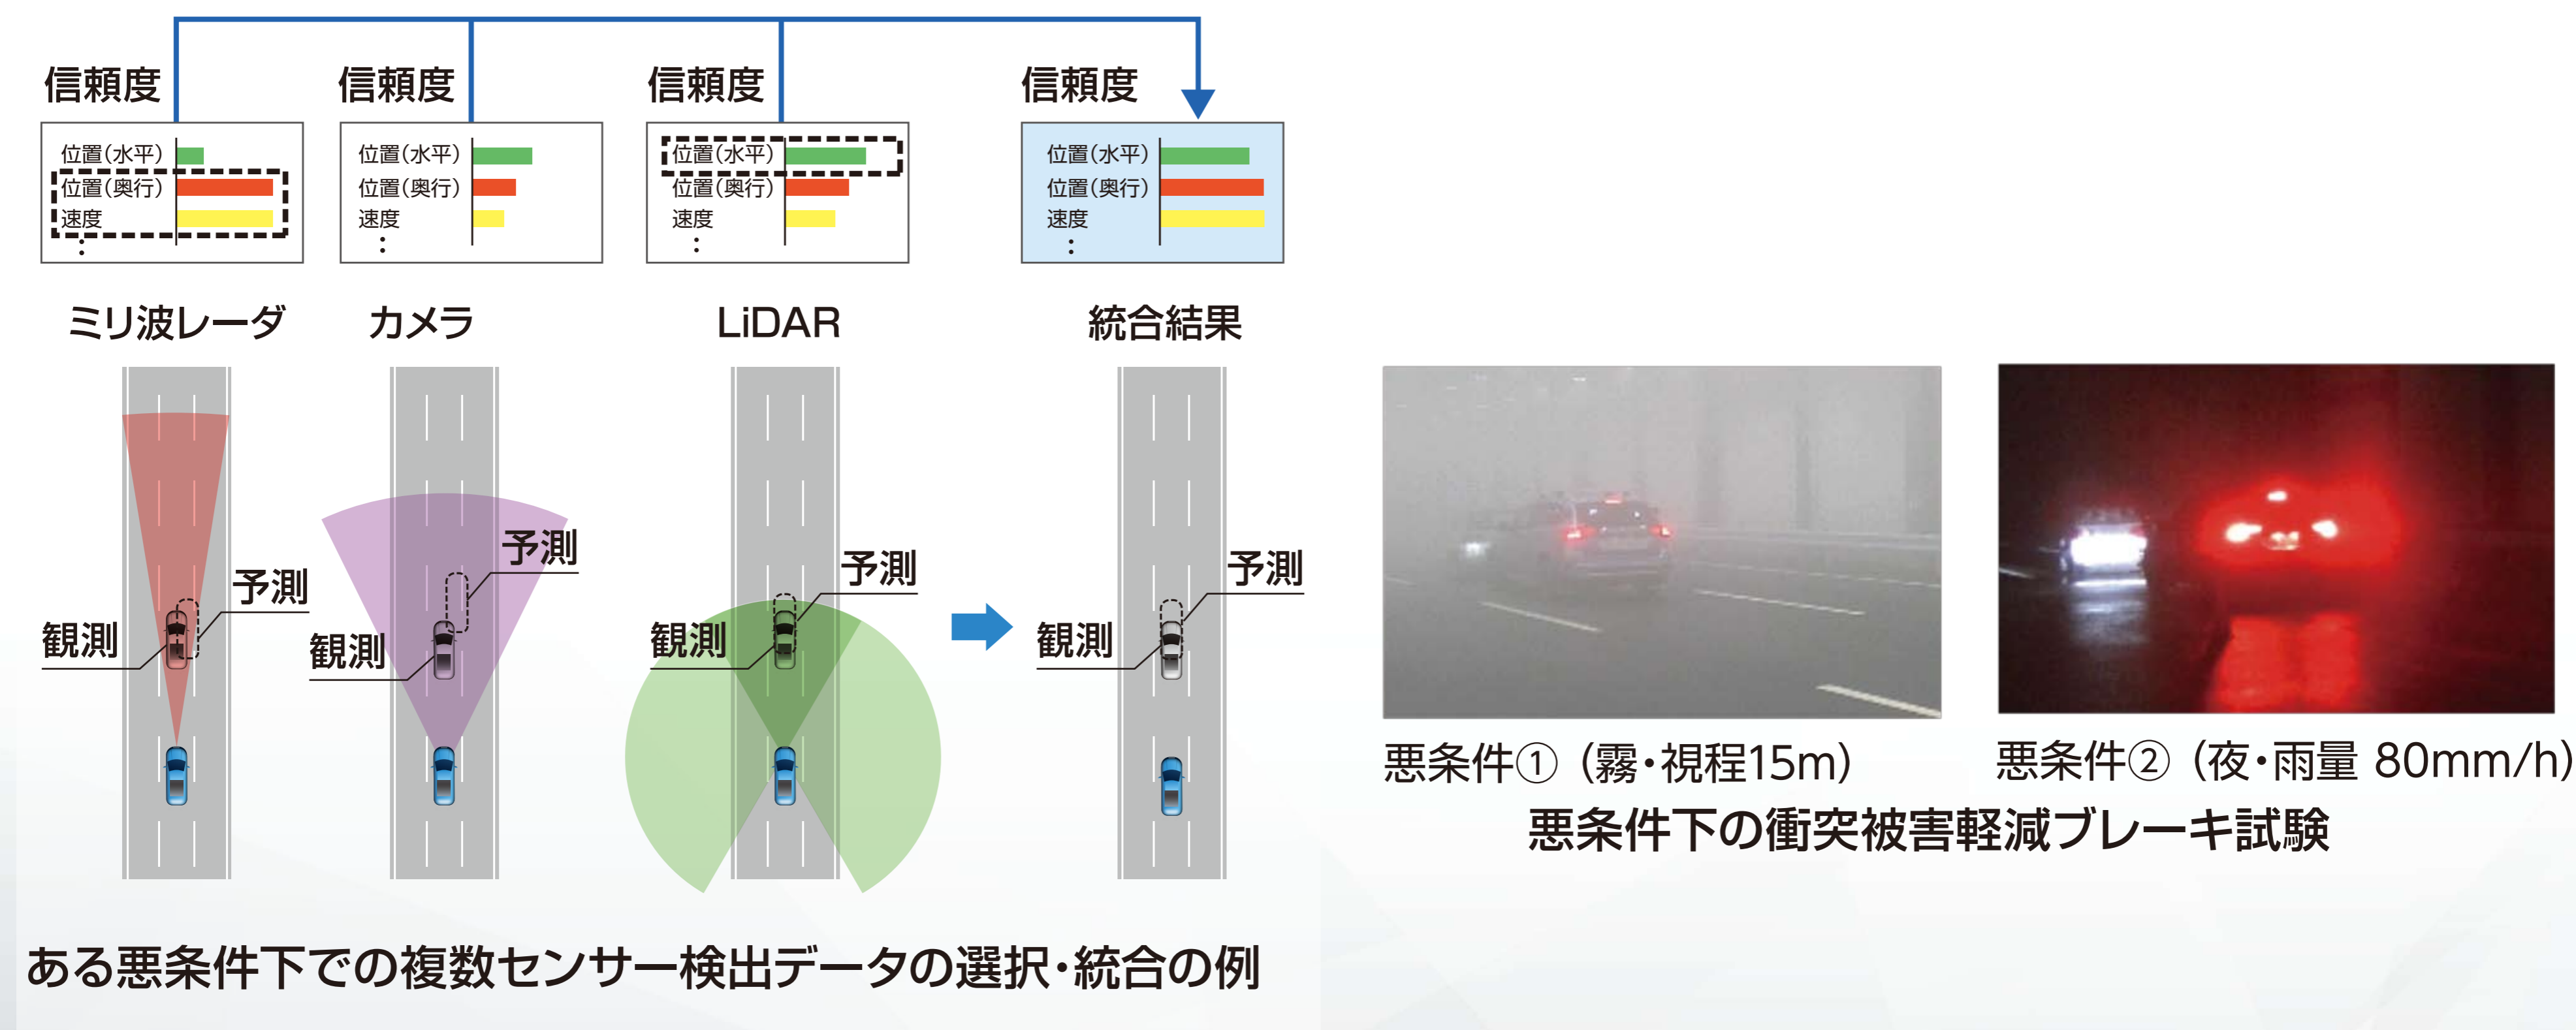 信頼度
位置(水平)
位置(奥行)
速度
⋮
信頼度
位置(水平)
位置(奥行)
速度
⋮
信頼度
位置(水平)
位置(奥行)
速度
⋮
信頼度
位置(水平)
位置(奥行)
速度
⋮
ミリ波レーダ
カメラ
LiDAR
統合結果
予測
観測
予測
観測
予測
観測
予測
観測
ある悪条件下での複数センサー検出データの選択・統合の例
悪条件①（霧・視程15m）
悪条件②（夜・雨量 80mm/h）
悪条件下の衝突被害軽減ブレーキ試験